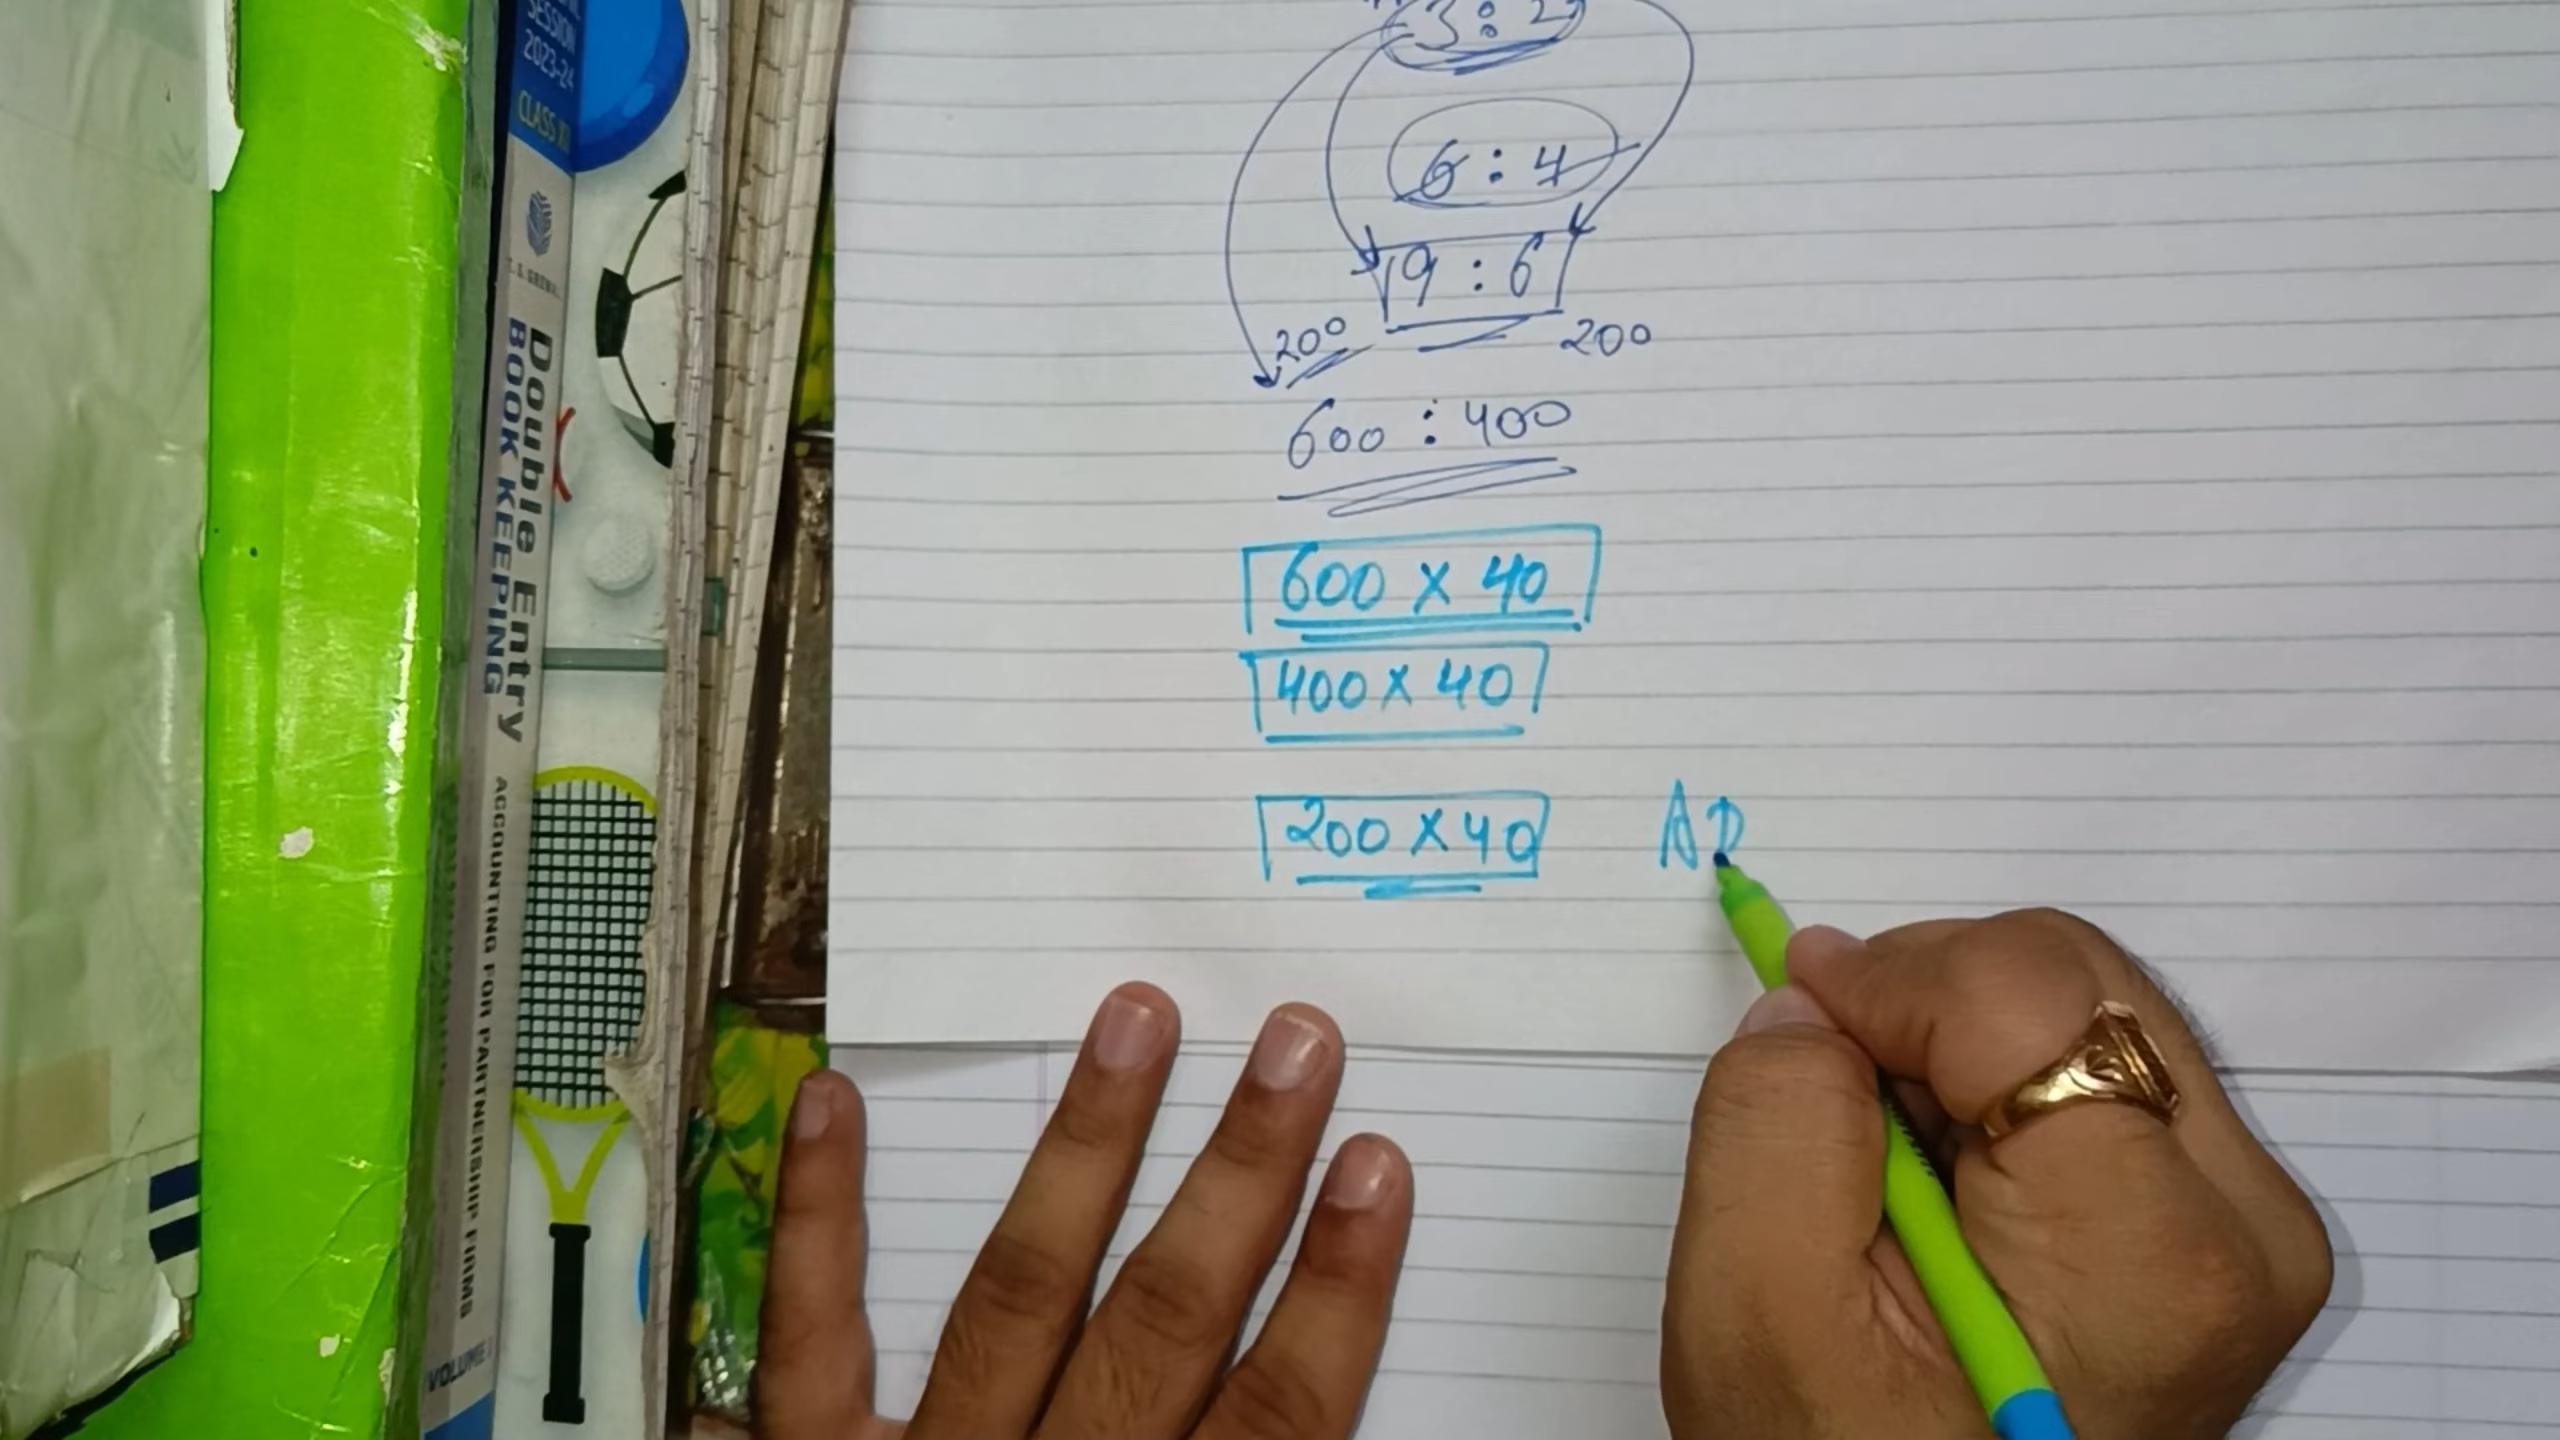 SESSION
2023-24
CLASS XII
T. S. GREWAL
Double Entry
BOOK KEEPING
ACCOUNTING FOR PARTNERSHIP FIRMS
VOLUME I
3 : 2
6 : 4
9 : 6
200 200
600 : 400
600 x 40
400 x 40
200 x 40 AD